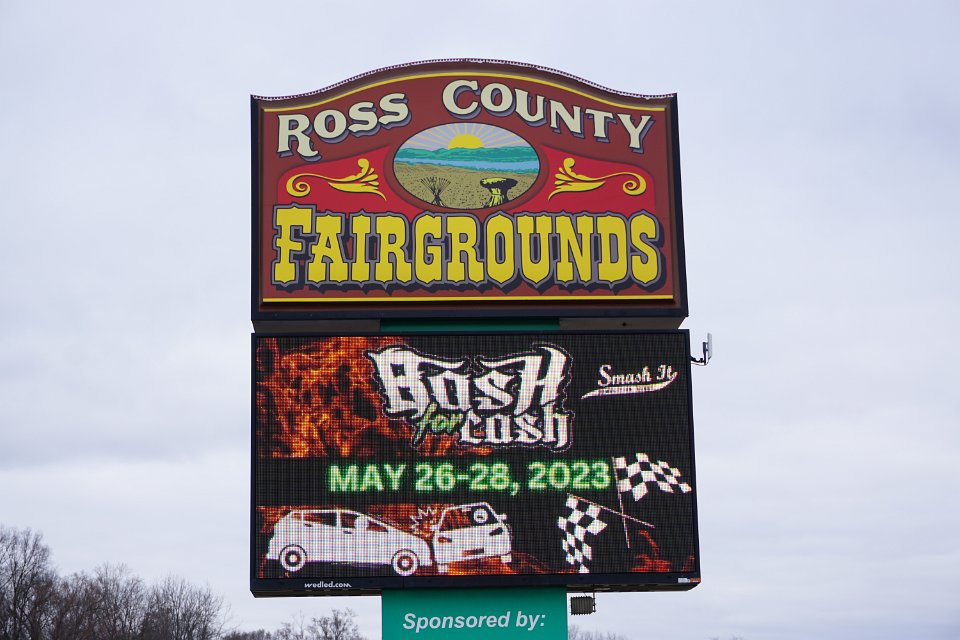 Ross County
Fairgrounds
Bash
for cash
Smash It
MAY 26-28, 2023
wedled.com
Sponsored by: